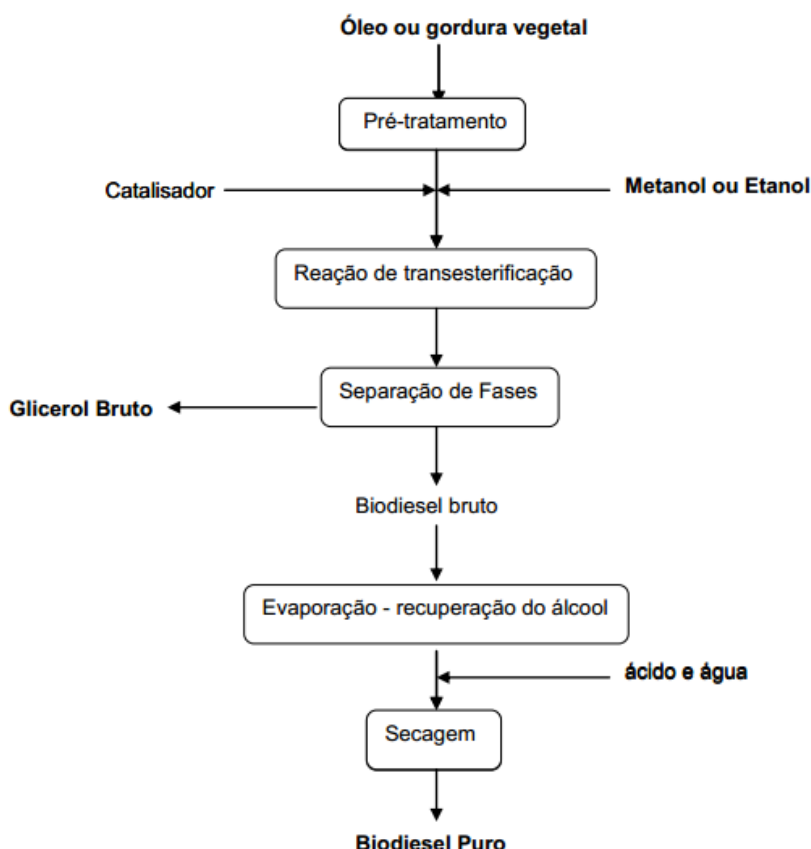 Óleo ou gordura vegetal
Pré-tratamento
Catalisador
Metanol ou Etanol
Reação de transesterificação
Separação de Fases
Glicerol Bruto
Biodiesel bruto
Evaporação - recuperação do álcool
ácido e água
Secagem
Biodiesel Puro